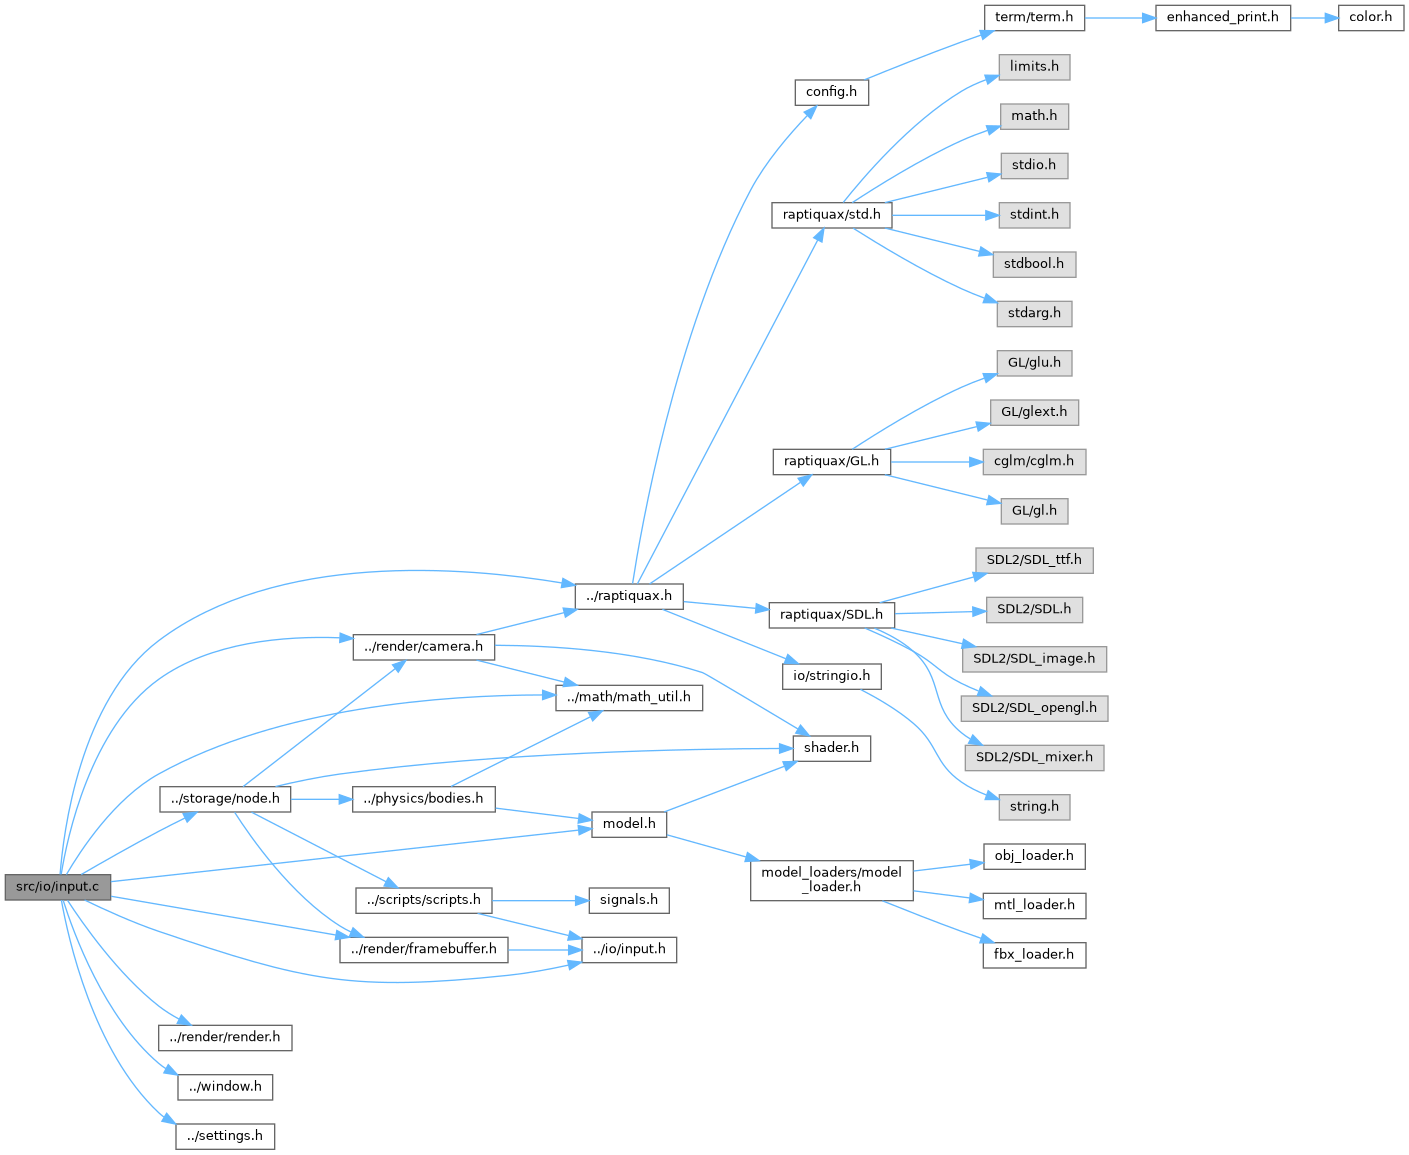 term/term.h
enhanced_print.h
color.h
limits.h
config.h
math.h
stdio.h
raptiquax/std.h
stdint.h
stdbool.h
stdarg.h
GL/glu.h
GL/glext.h
raptiquax/GL.h
cglm/cglm.h
GL/gl.h
SDL2/SDL_ttf.h
../raptiquax.h
SDL2/SDL.h
raptiquax/SDL.h
../render/camera.h
SDL2/SDL_image.h
io/stringio.h
../math/math_util.h
SDL2/SDL_opengl.h
shader.h
SDL2/SDL_mixer.h
../storage/node.h
../physics/bodies.h
string.h
model.h
obj_loader.h
model_loaders/model
_loader.h
src/io/input.c
../scripts/scripts.h
signals.h
mtl_loader.h
../render/framebuffer.h
../io/input.h
fbx_loader.h
../render/render.h
../window.h
../settings.h